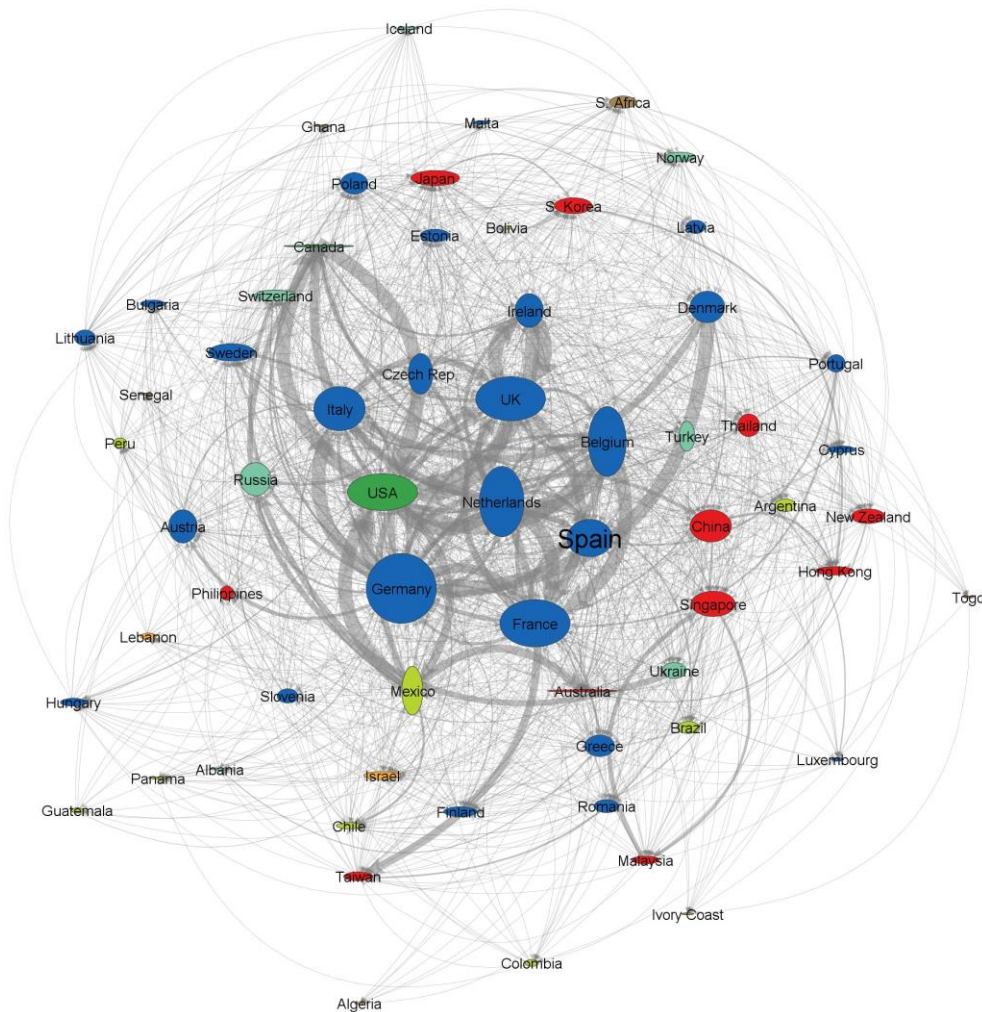 Iceland
S. Africa
Ghana
Malta
Norway
Poland
Japan
S. Korea
Bolivia
Latvia
Estonia
Canada
Switzerland
Bulgaria
Ireland
Denmark
Lithuania
Sweden
Czech Rep.
Portugal
Senegal
UK
Italy
Thailand
Turkey
Belgium
Peru
Cyprus
Russia
USA
Netherlands
Argentina
New Zealand
Austria
China
Spain
Hong Kong
Philippines
Germany
Togo
Singapore
France
Lebanon
Ukraine
Mexico
Australia
Slovenia
Hungary
Brazil
Greece
Luxembourg
Albania
Israel
Panama
Guatemala
Finland
Romania
Chile
Malaysia
Taiwan
Ivory Coast
Colombia
Algeria